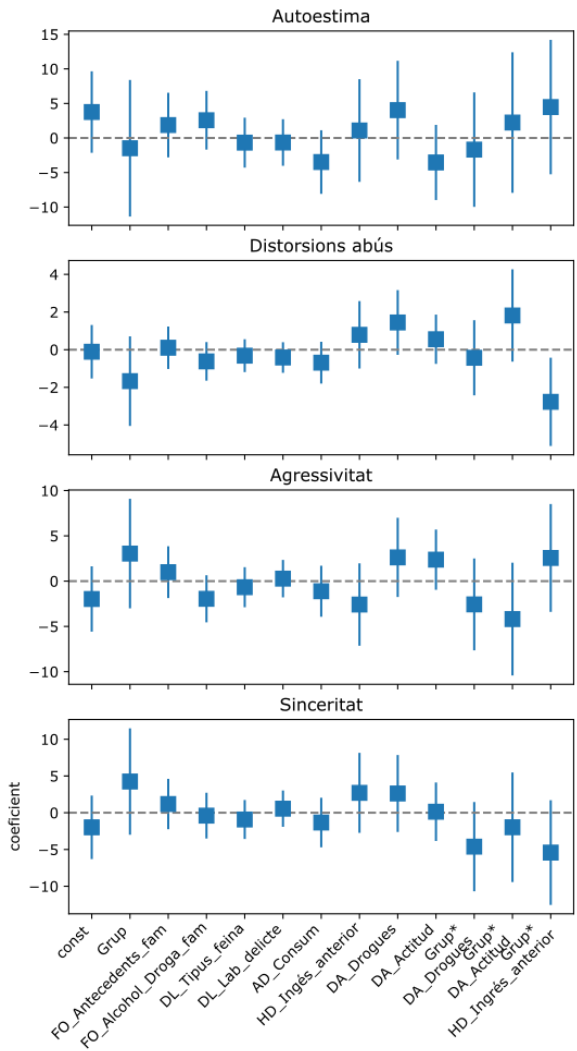 Autoestima
15
10
5
0
−5
−10
Distorsions abús
4
2
0
−2
−4
Agressivitat
10
5
0
−5
−10
Sinceritat
10
5
0
−5
−10
coeficient
const
Grup
FO_Antecedents_fam
FO_Alcohol_Droga_fam
DL_Tipus_feina
DL_Lab_delicte
AD_Consum
HD_Ingés_anterior
DA_Drogues
DA_Actitud
Grup*
DA_Drogues
Grup*
DA_Actitud
Grup*
HD_Ingrés_anterior